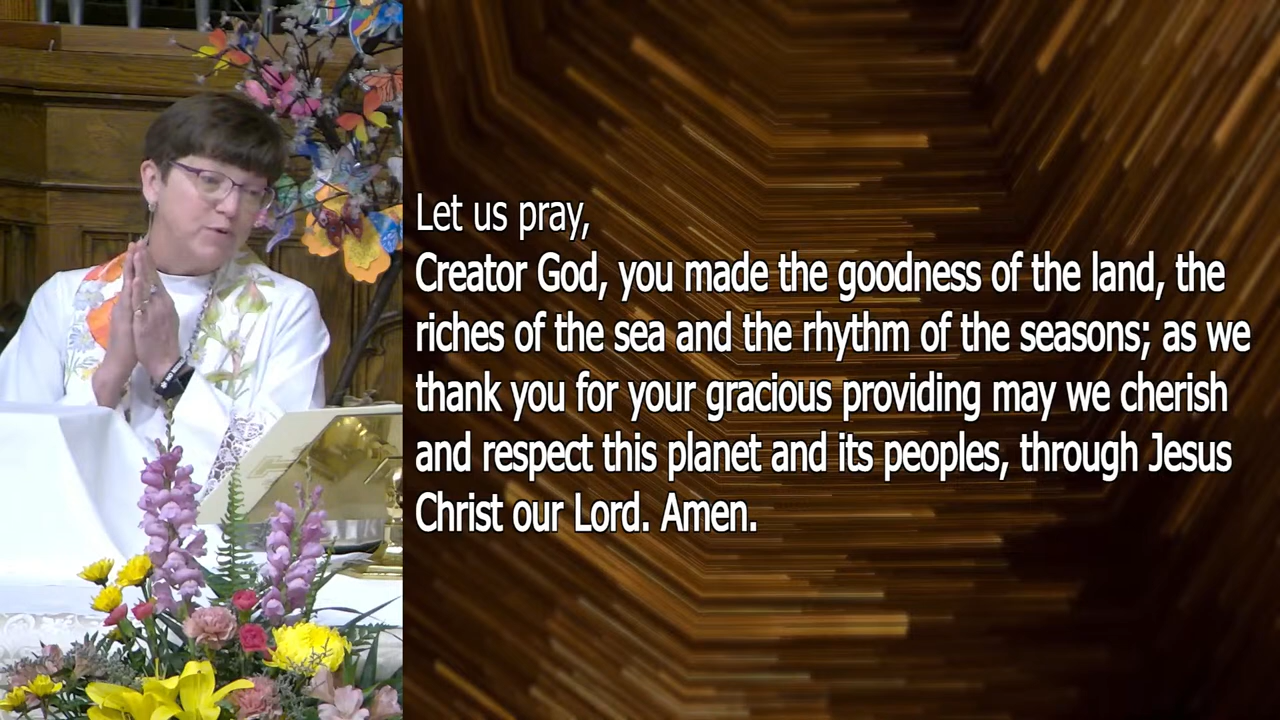 Let us pray,
Creator God, you made the goodness of the land, the
riches of the sea and the rhythm of the seasons; as we
thank you for your gracious providing may we cherish
and respect this planet and its peoples, through Jesus
Christ our Lord. Amen.